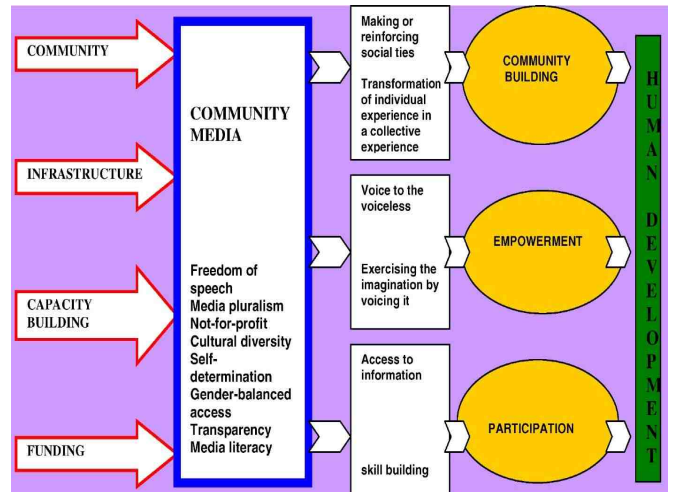 COMMUNITY
INFRASTRUCTURE
CAPACITY
BUILDING
FUNDING
COMMUNITY
MEDIA
Freedom of
speech
Media pluralism
Not-for-profit
Cultural diversity
Self-
determination
Gender-balanced
access
Transparency
Media literacy
Making or
reinforcing
social ties
Transformation
of individual
experience in
a collective
experience
Voice to the
voiceless
Exercising the
imagination by
voicing it
Access to
information
skill building
COMMUNITY
BUILDING
EMPOWERMENT
PARTICIPATION
HUMAN DEVELOPMENT